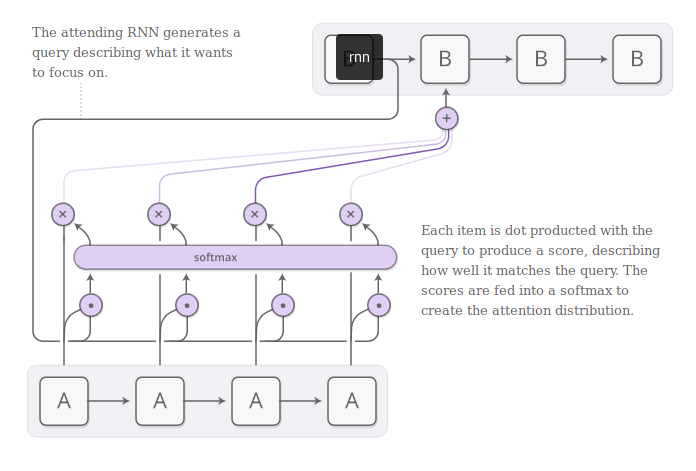 The attending RNN generates a
query describing what it wants
to focus on.
rnn
B
B
B
B
softmax
Each item is dot producted with the
query to produce a score, describing
how well it matches the query. The
scores are fed into a softmax to
create the attention distribution.
A
A
A
A